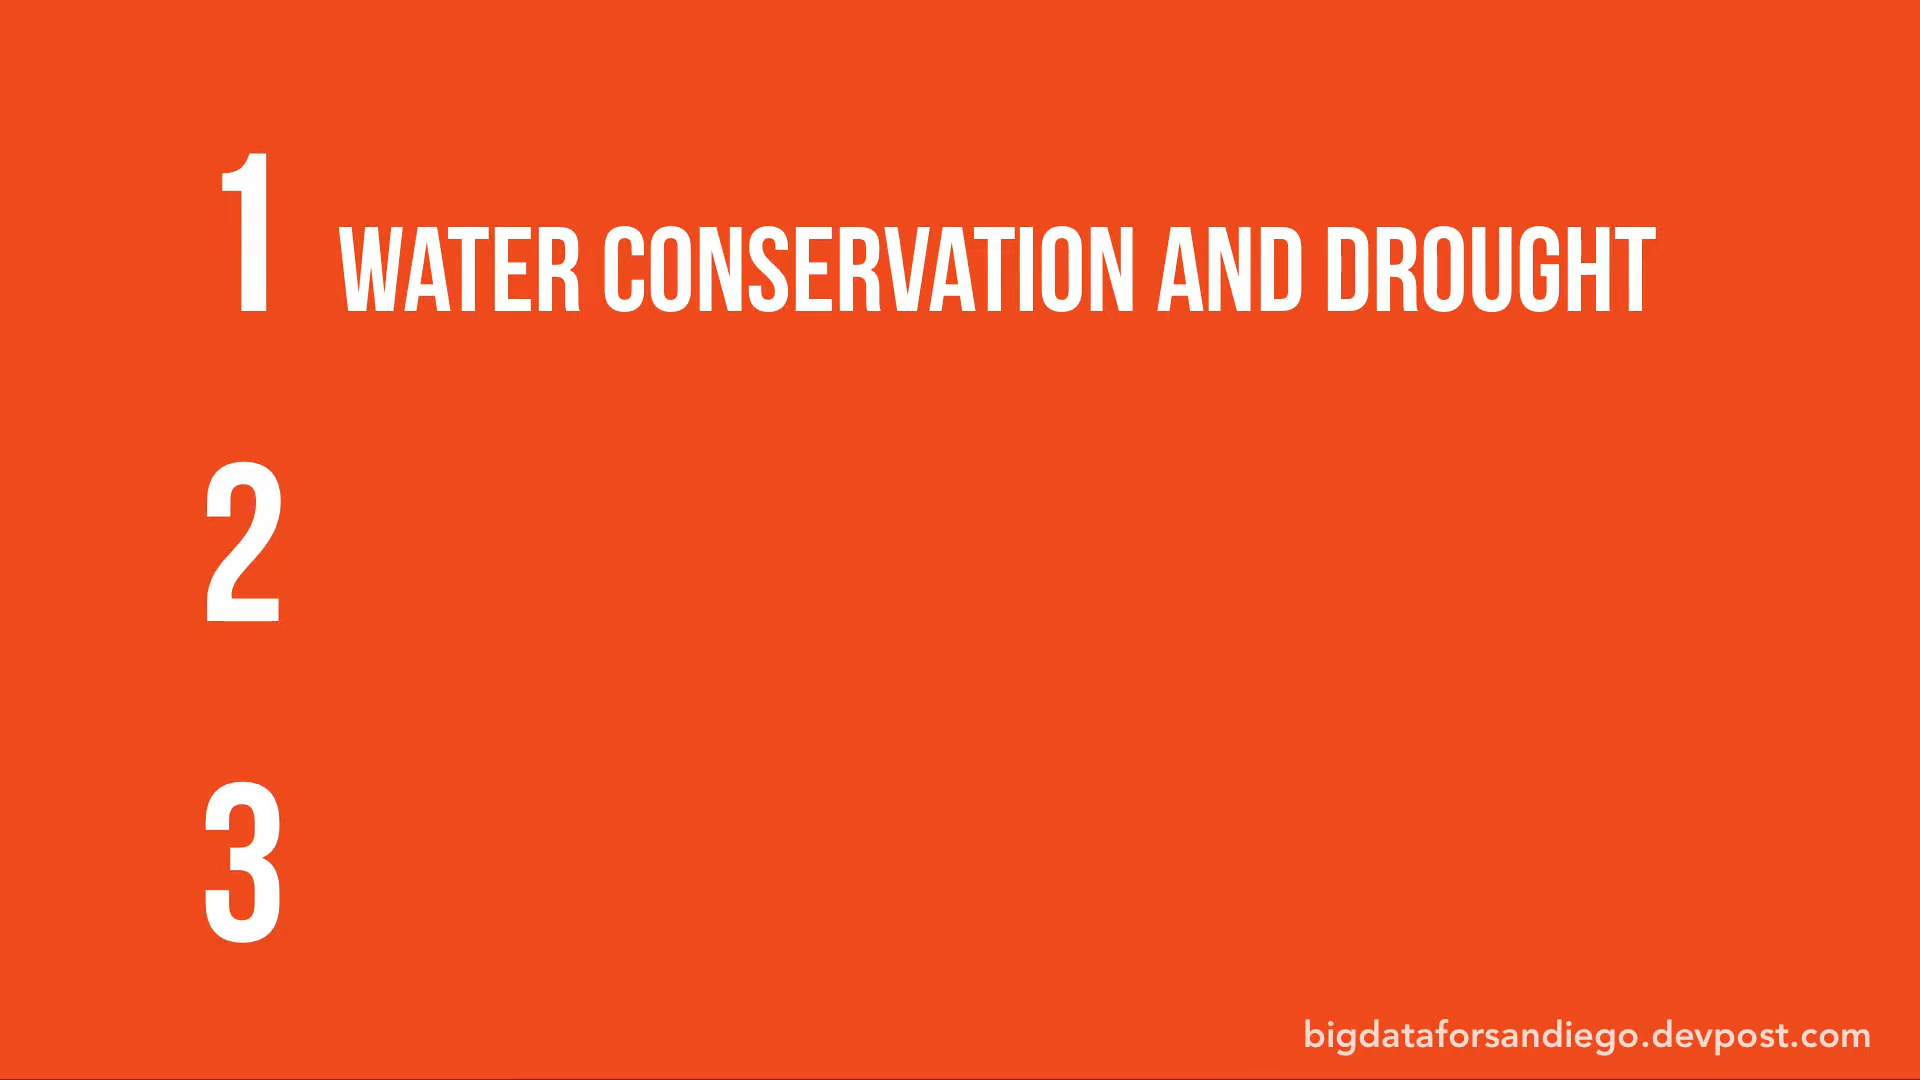 1 WATER CONSERVATION AND DROUGHT
2
3
bigdataforsandiego.devpost.com